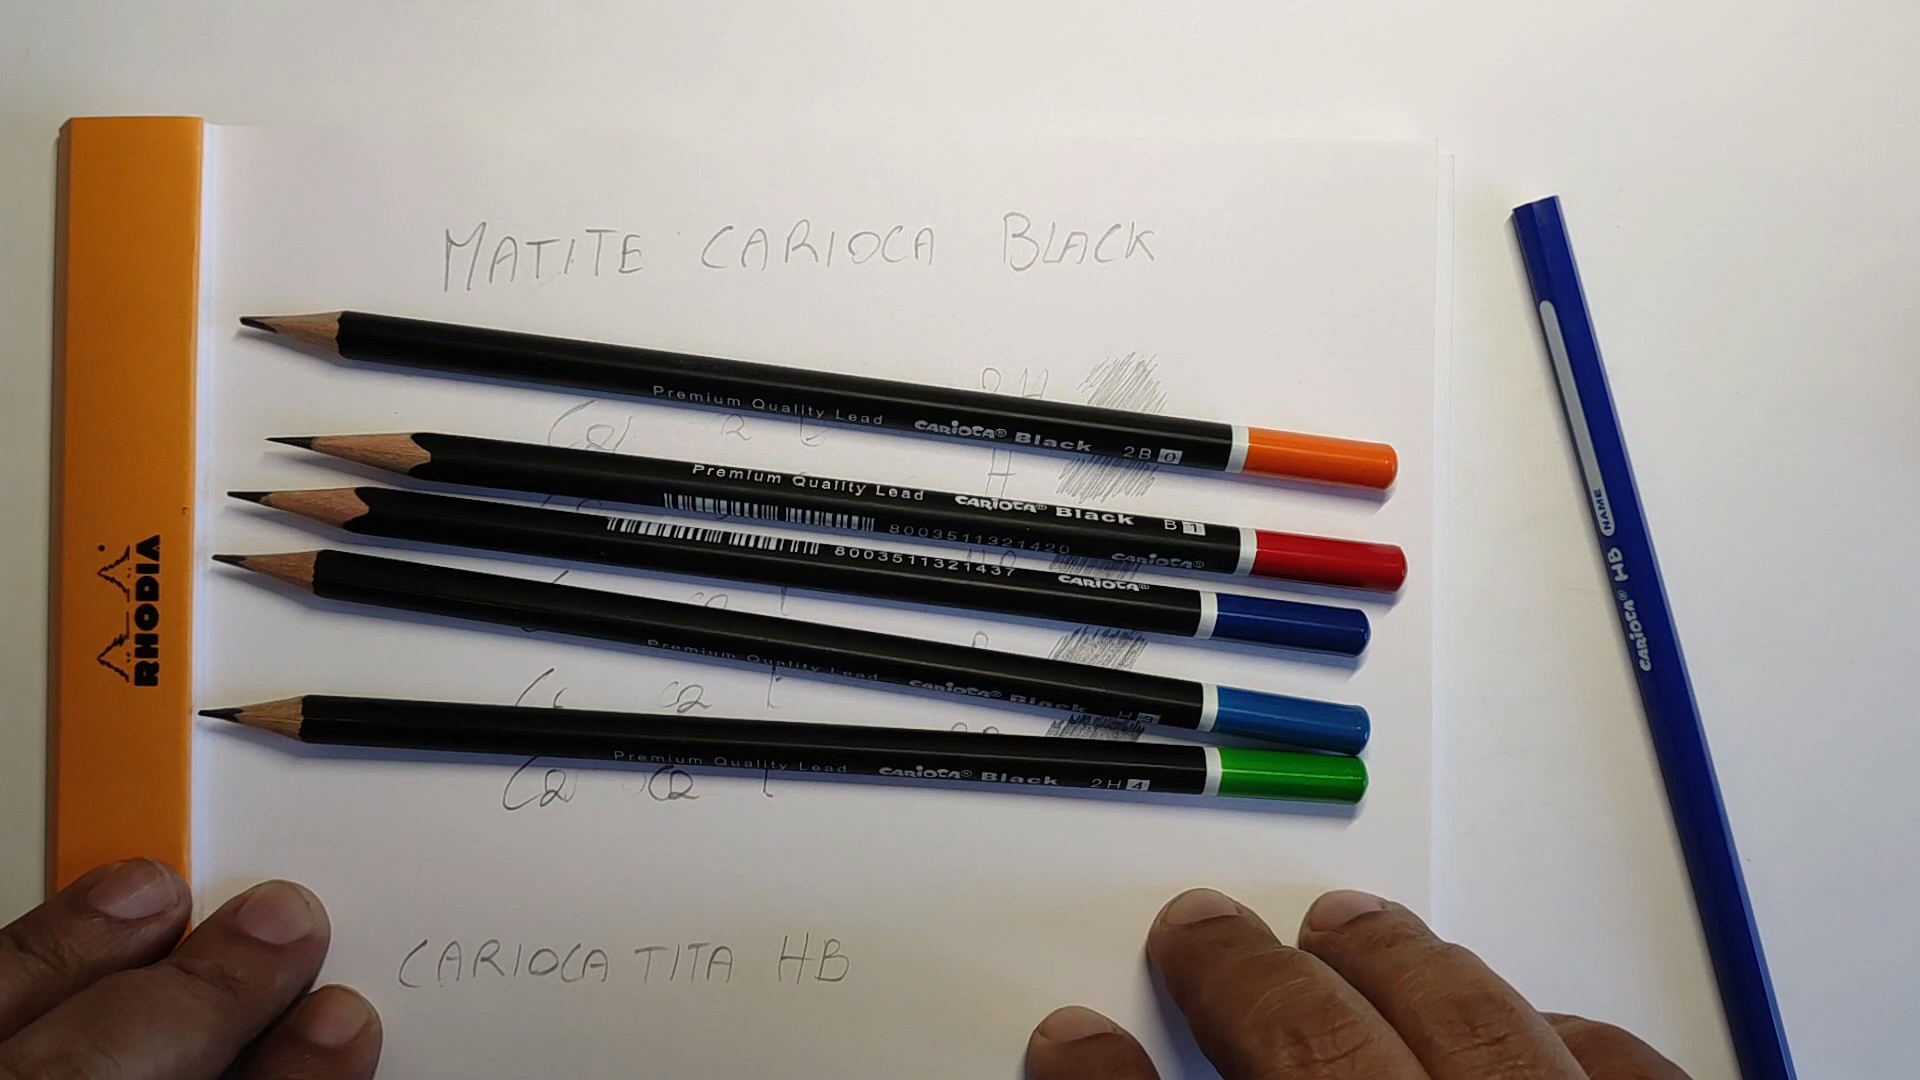 MATITE CARIOCA BLACK
2H
Premium Quality Lead CARIOCA® Black 2B 0
H
Premium Quality Lead CARIOCA® Black B 1
8003511321420 CARIOCA®
8003511321437 CARIOCA®
Premium Quality Lead CARIOCA® Black H 3
Premium Quality Lead CARIOCA® Black 2H 4
CARIOCA TITA HB
RHODIA
CARIOCA® HB NAME